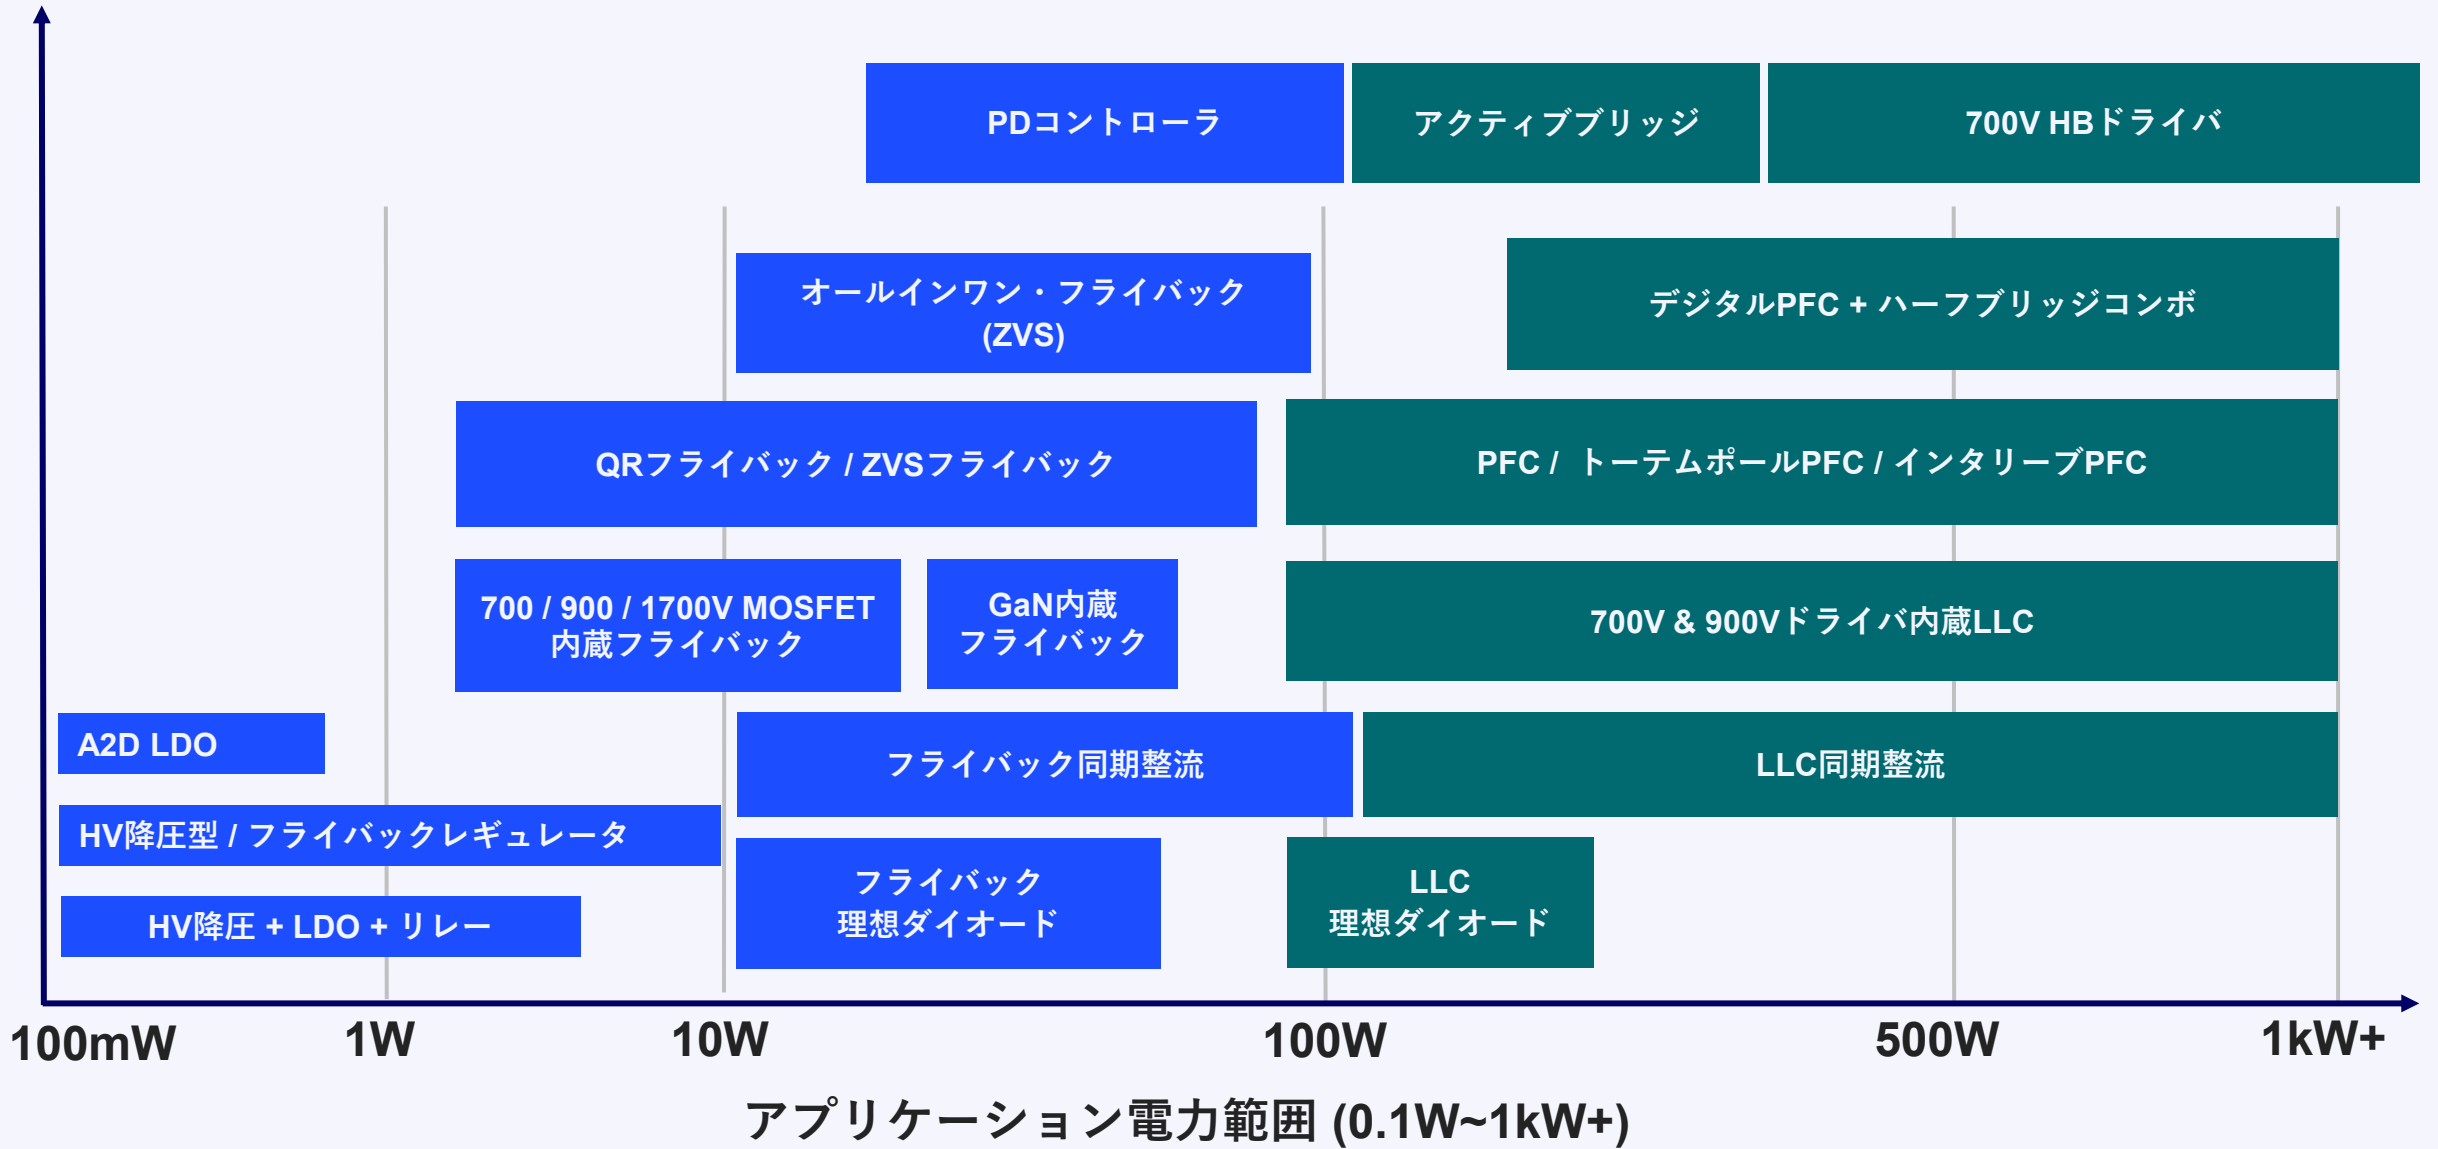 PDコントローラ
アクティブブリッジ
700V HBドライバ
オールインワン・フライバック
(ZVS)
デジタルPFC + ハーフブリッジコンボ
QRフライバック / ZVSフライバック
PFC / トーテムポールPFC / インタリーブPFC
700 / 900 / 1700V MOSFET
内蔵フライバック
GaN内蔵
フライバック
700V & 900Vドライバ内蔵LLC
A2D LDO
フライバック同期整流
LLC同期整流
HV降圧型 / フライバックレギュレータ
フライバック
理想ダイオード
LLC
理想ダイオード
HV降圧 + LDO + リレー
100mW
1W
10W
100W
500W
1kW+
アプリケーション電力範囲 (0.1W~1kW+)